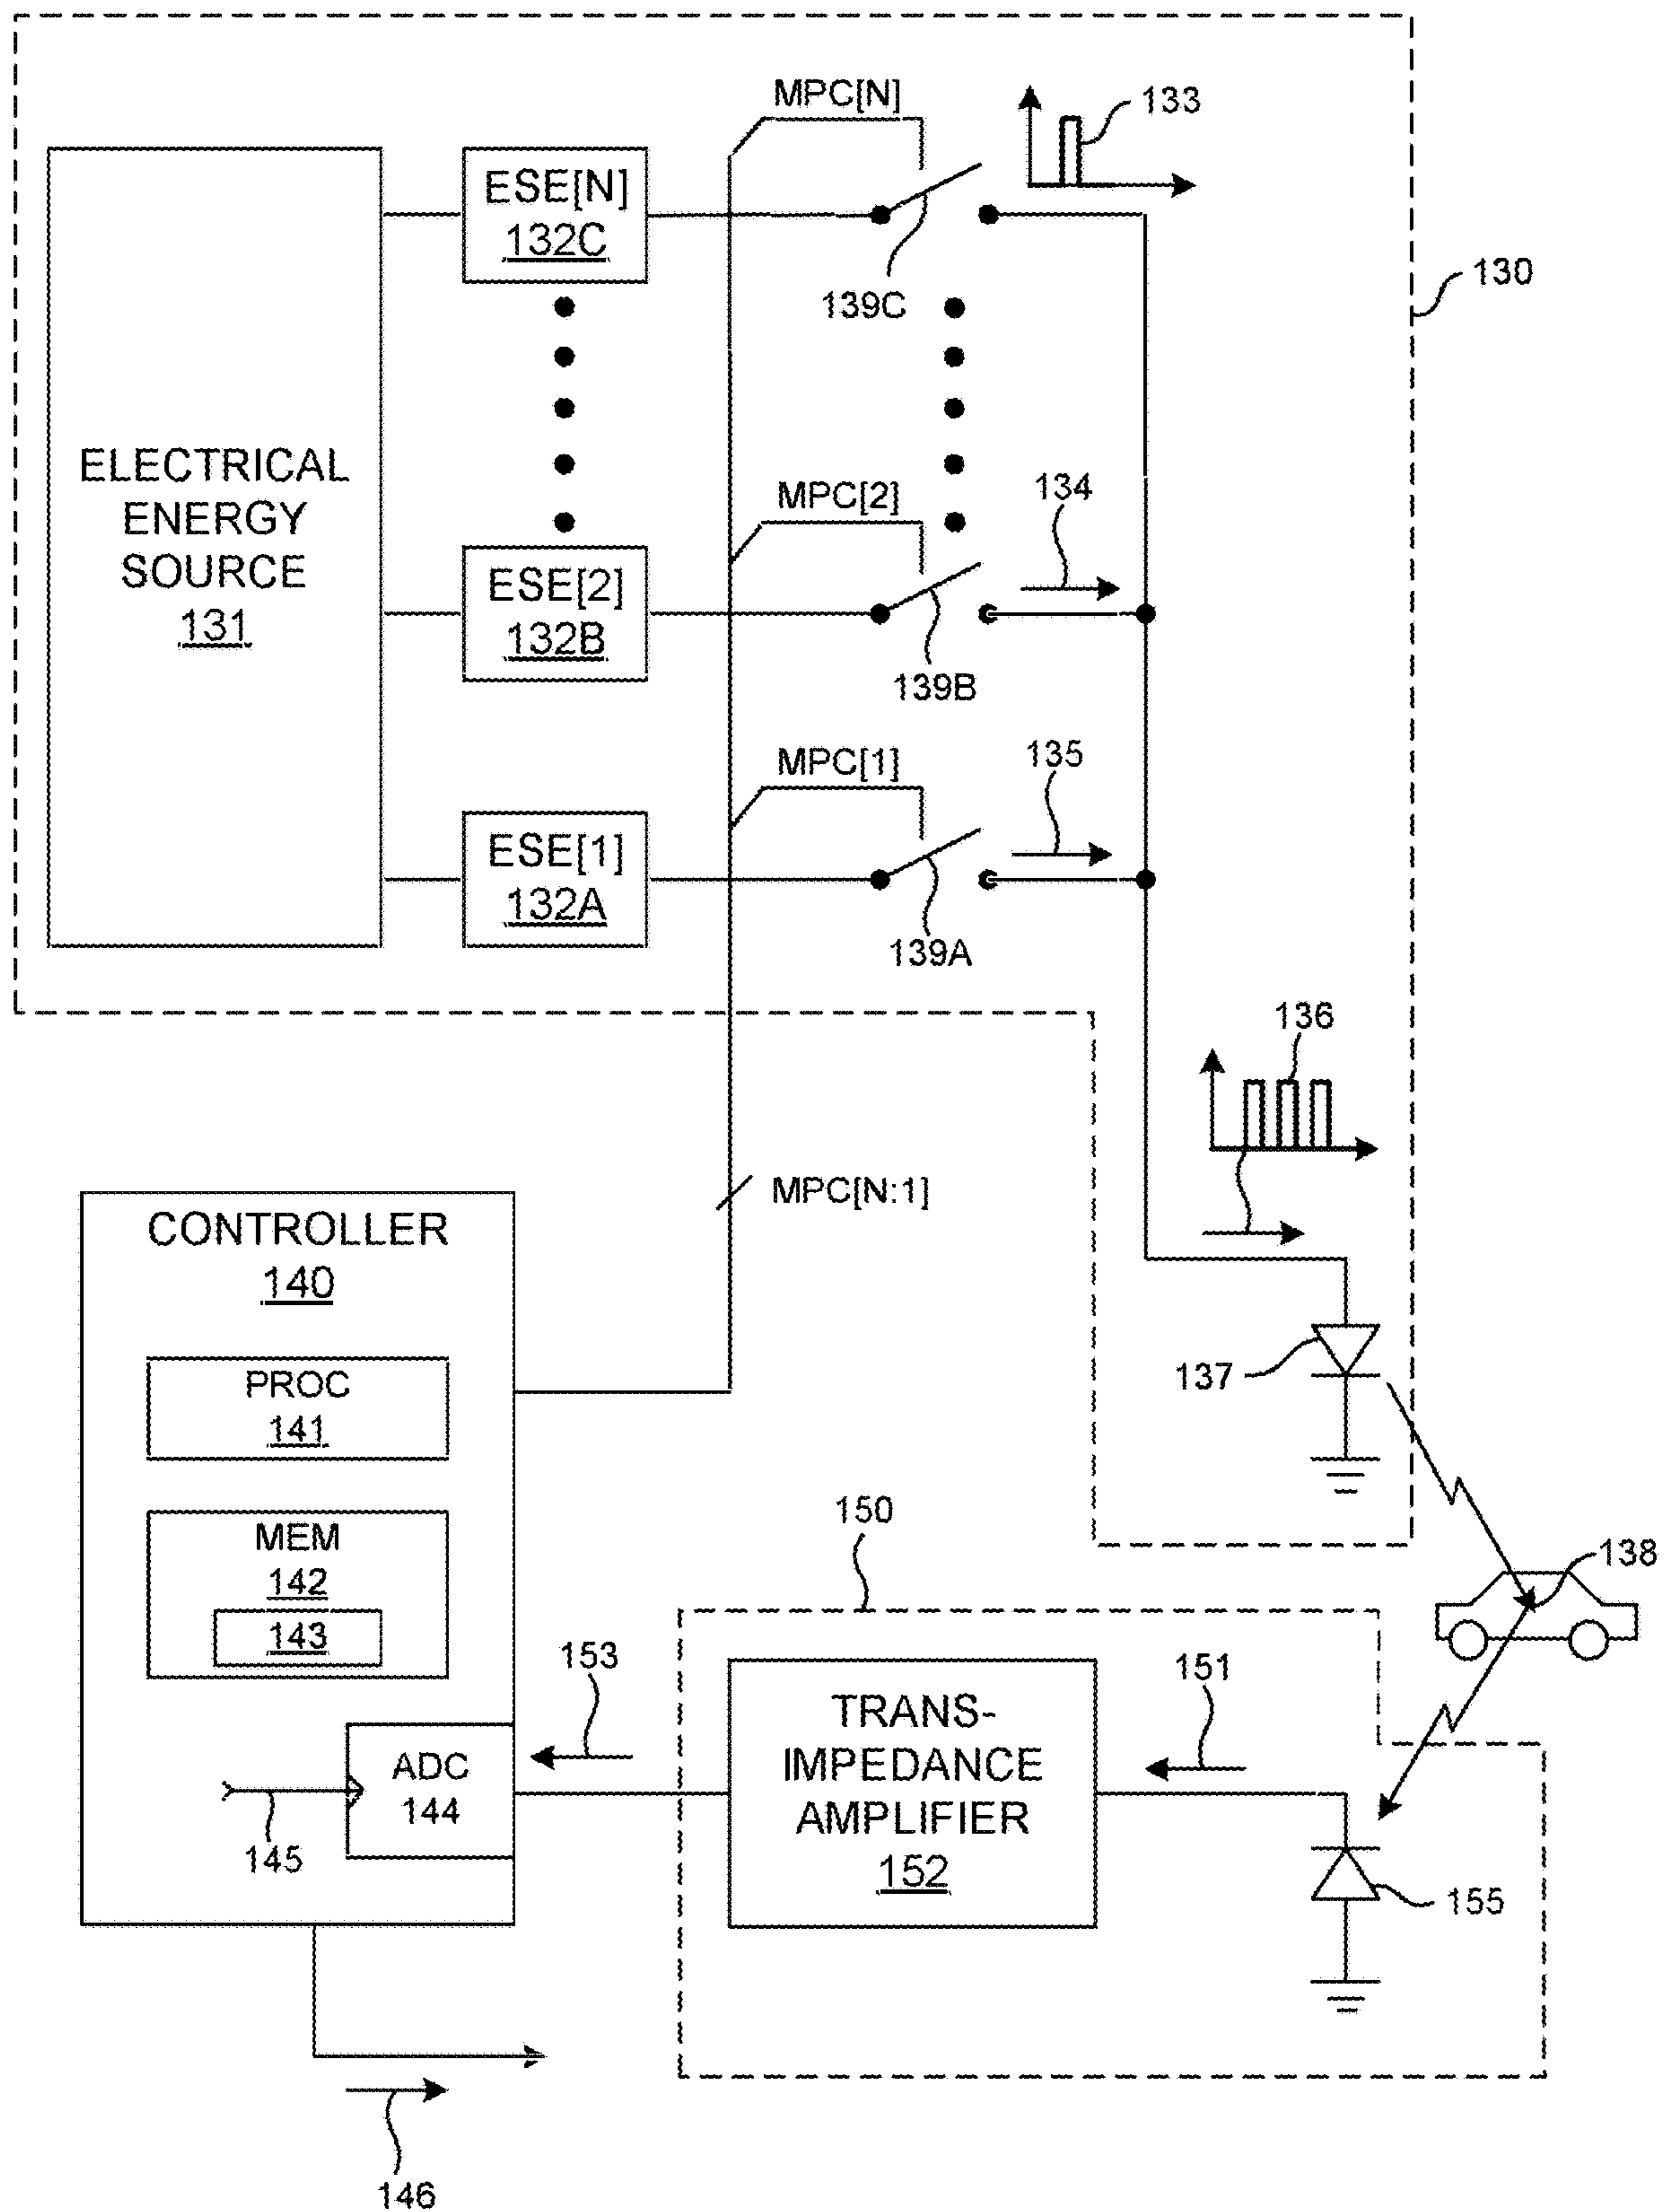 MPC[N]
133
ESE[N]
132C
139C
130
ELECTRICAL
ENERGY
SOURCE
131
MPC[2]
134
ESE[2]
132B
139B
MPC[1]
135
ESE[1]
132A
139A
136
MPC[N:1]
CONTROLLER
140
PROC
141
137
MEM
142
143
150
138
153
151
TRANS-
IMPEDANCE
AMPLIFIER
152
ADC
144
145
155
146